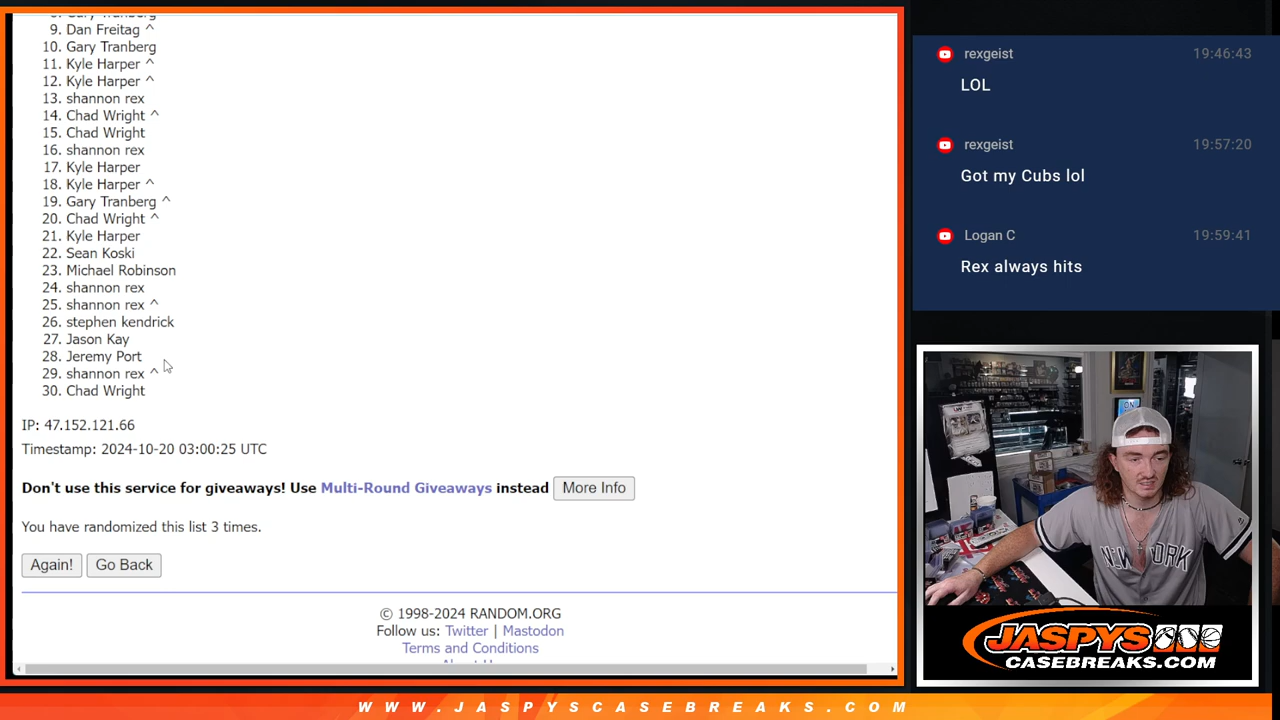 8. Gary Tranberg
9. Dan Freitag ^
10. Gary Tranberg
11. Kyle Harper ^
12. Kyle Harper ^
13. shannon rex
14. Chad Wright ^
15. Chad Wright
16. shannon rex
17. Kyle Harper
18. Kyle Harper ^
19. Gary Tranberg ^
20. Chad Wright ^
21. Kyle Harper
22. Sean Koski
23. Michael Robinson
24. shannon rex
25. shannon rex ^
26. stephen kendrick
27. Jason Kay
28. Jeremy Port
29. shannon rex ^
30. Chad Wright
IP: 47.152.121.66
Timestamp: 2024-10-20 03:00:25 UTC
Don't use this service for giveaways! Use Multi-Round Giveaways instead More Info
You have randomized this list 3 times.
Again! Go Back
© 1998-2024 RANDOM.ORG
Follow us: Twitter | Mastodon
Terms and Conditions
rexgeist 19:46:43
LOL
rexgeist 19:57:20
Got my Cubs lol
Logan C 19:59:41
Rex always hits
NEW YORK
JASPYS
CASEBREAKS.COM
WWW.JASPYSCASEBREAKS.COM